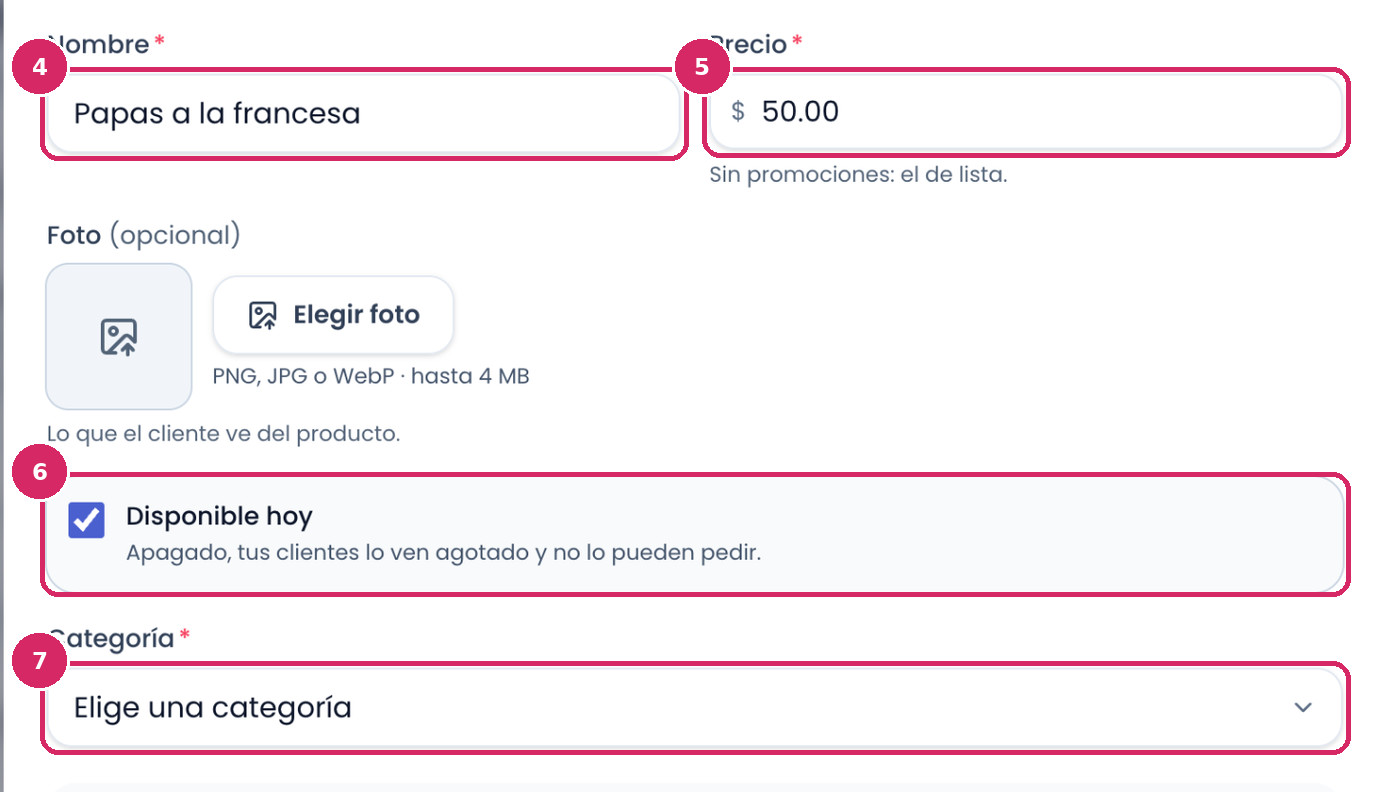 Nombre *
Precio *
4
5
Papas a la francesa
$ 50.00
Sin promociones: el de lista.
Foto (opcional)
Elegir foto
PNG, JPG o WebP · hasta 4 MB
Lo que el cliente ve del producto.
6
Disponible hoy
Apagado, tus clientes lo ven agotado y no lo pueden pedir.
Categoría *
7
Elige una categoría